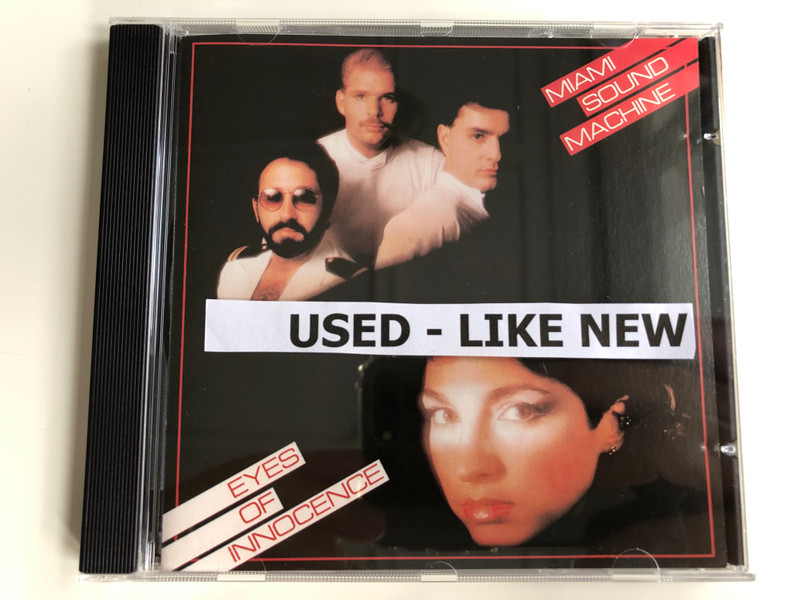 MIAMI
SOUND
MACHINE
USED - LIKE NEW
EYES
OF
INNOCENCE